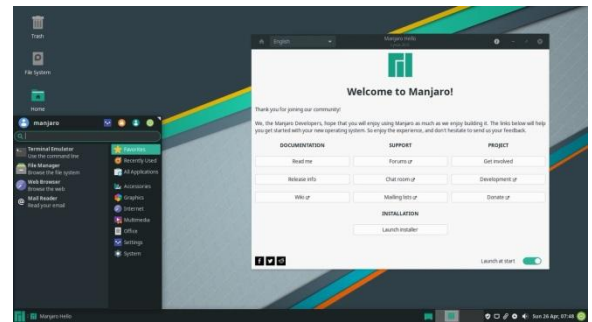 Trash
File System
Home
manjaro
Terminal Emulator
Use the command line
File Manager
Browse the file system
Web Browser
Browse the web
Mail Reader
Read your email
Favorites
Recently Used
All Applications
Accessories
Graphics
Internet
Multimedia
Office
Settings
System
English
Manjaro Hello
Welcome to Manjaro!
Thank you for joining our community!
We, the Manjaro Developers, hope that you will enjoy using Manjaro as much as we enjoy building it. The links below will help
you get started with your new operating system. So enjoy the experience, and don't hesitate to send us your feedback.
DOCUMENTATION SUPPORT PROJECT
Read me Forums Get involved
Release info Chat room Development
Wiki Mailing lists Donate
INSTALLATION
Launch installer
Launch at start
Manjaro Hello
Sun 26 Apr, 07:48